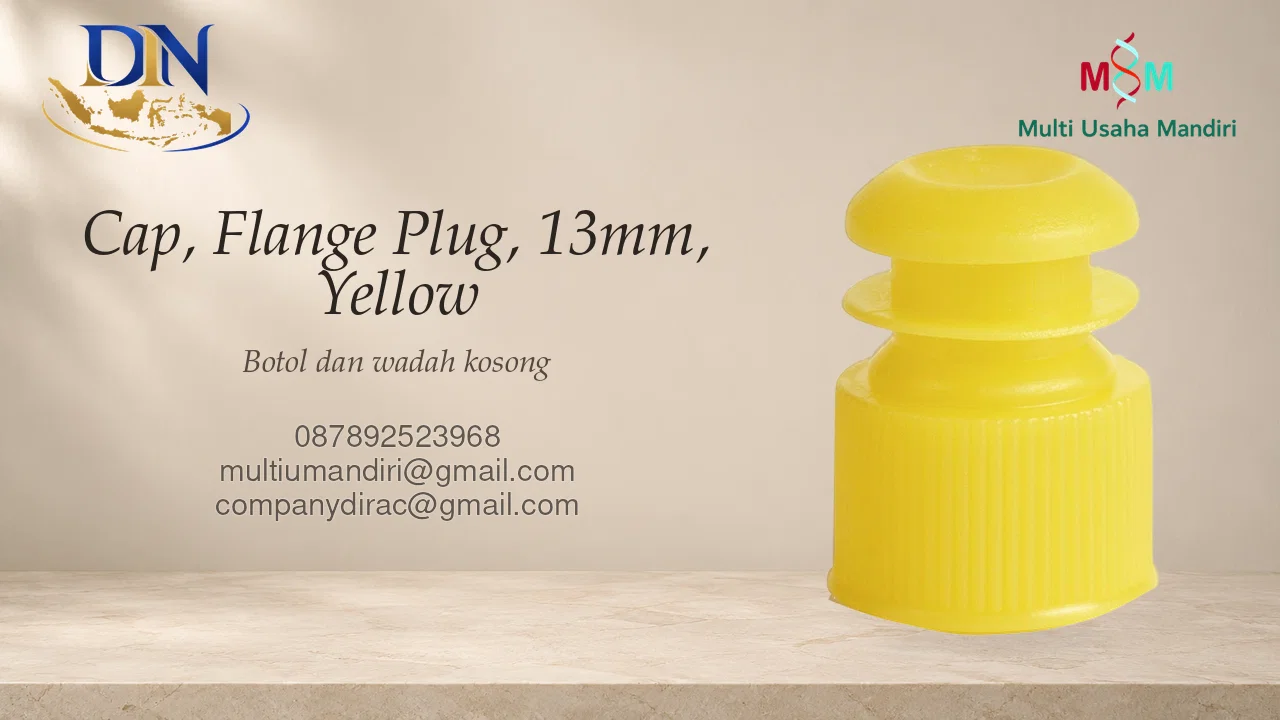 DIN
M M
Multi Usaha Mandiri
Cap, Flange Plug, 13mm,
Yellow
Botol dan wadah kosong
087892523968
multiumandiri@gmail.com
companydirac@gmail.com